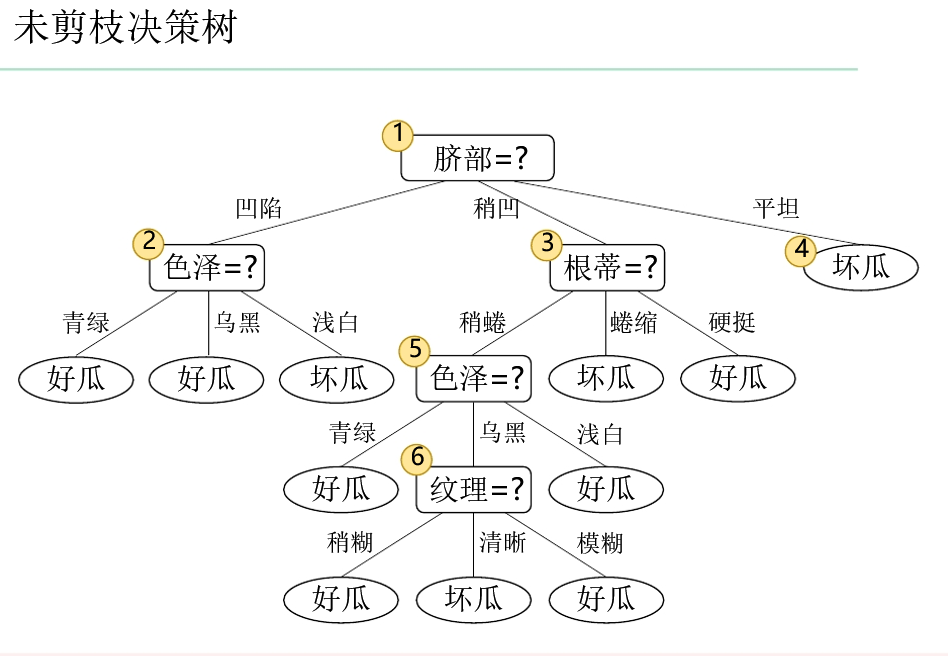 未剪枝决策树
1
脐部=?
凹陷
稍凹
平坦
2
色泽=?
3
根蒂=?
4
坏瓜
青绿
乌黑
浅白
稍蜷
蜷缩
硬挺
好瓜
好瓜
坏瓜
5
色泽=?
坏瓜
好瓜
青绿
乌黑
浅白
好瓜
6
纹理=?
好瓜
稍糊
清晰
模糊
好瓜
坏瓜
好瓜